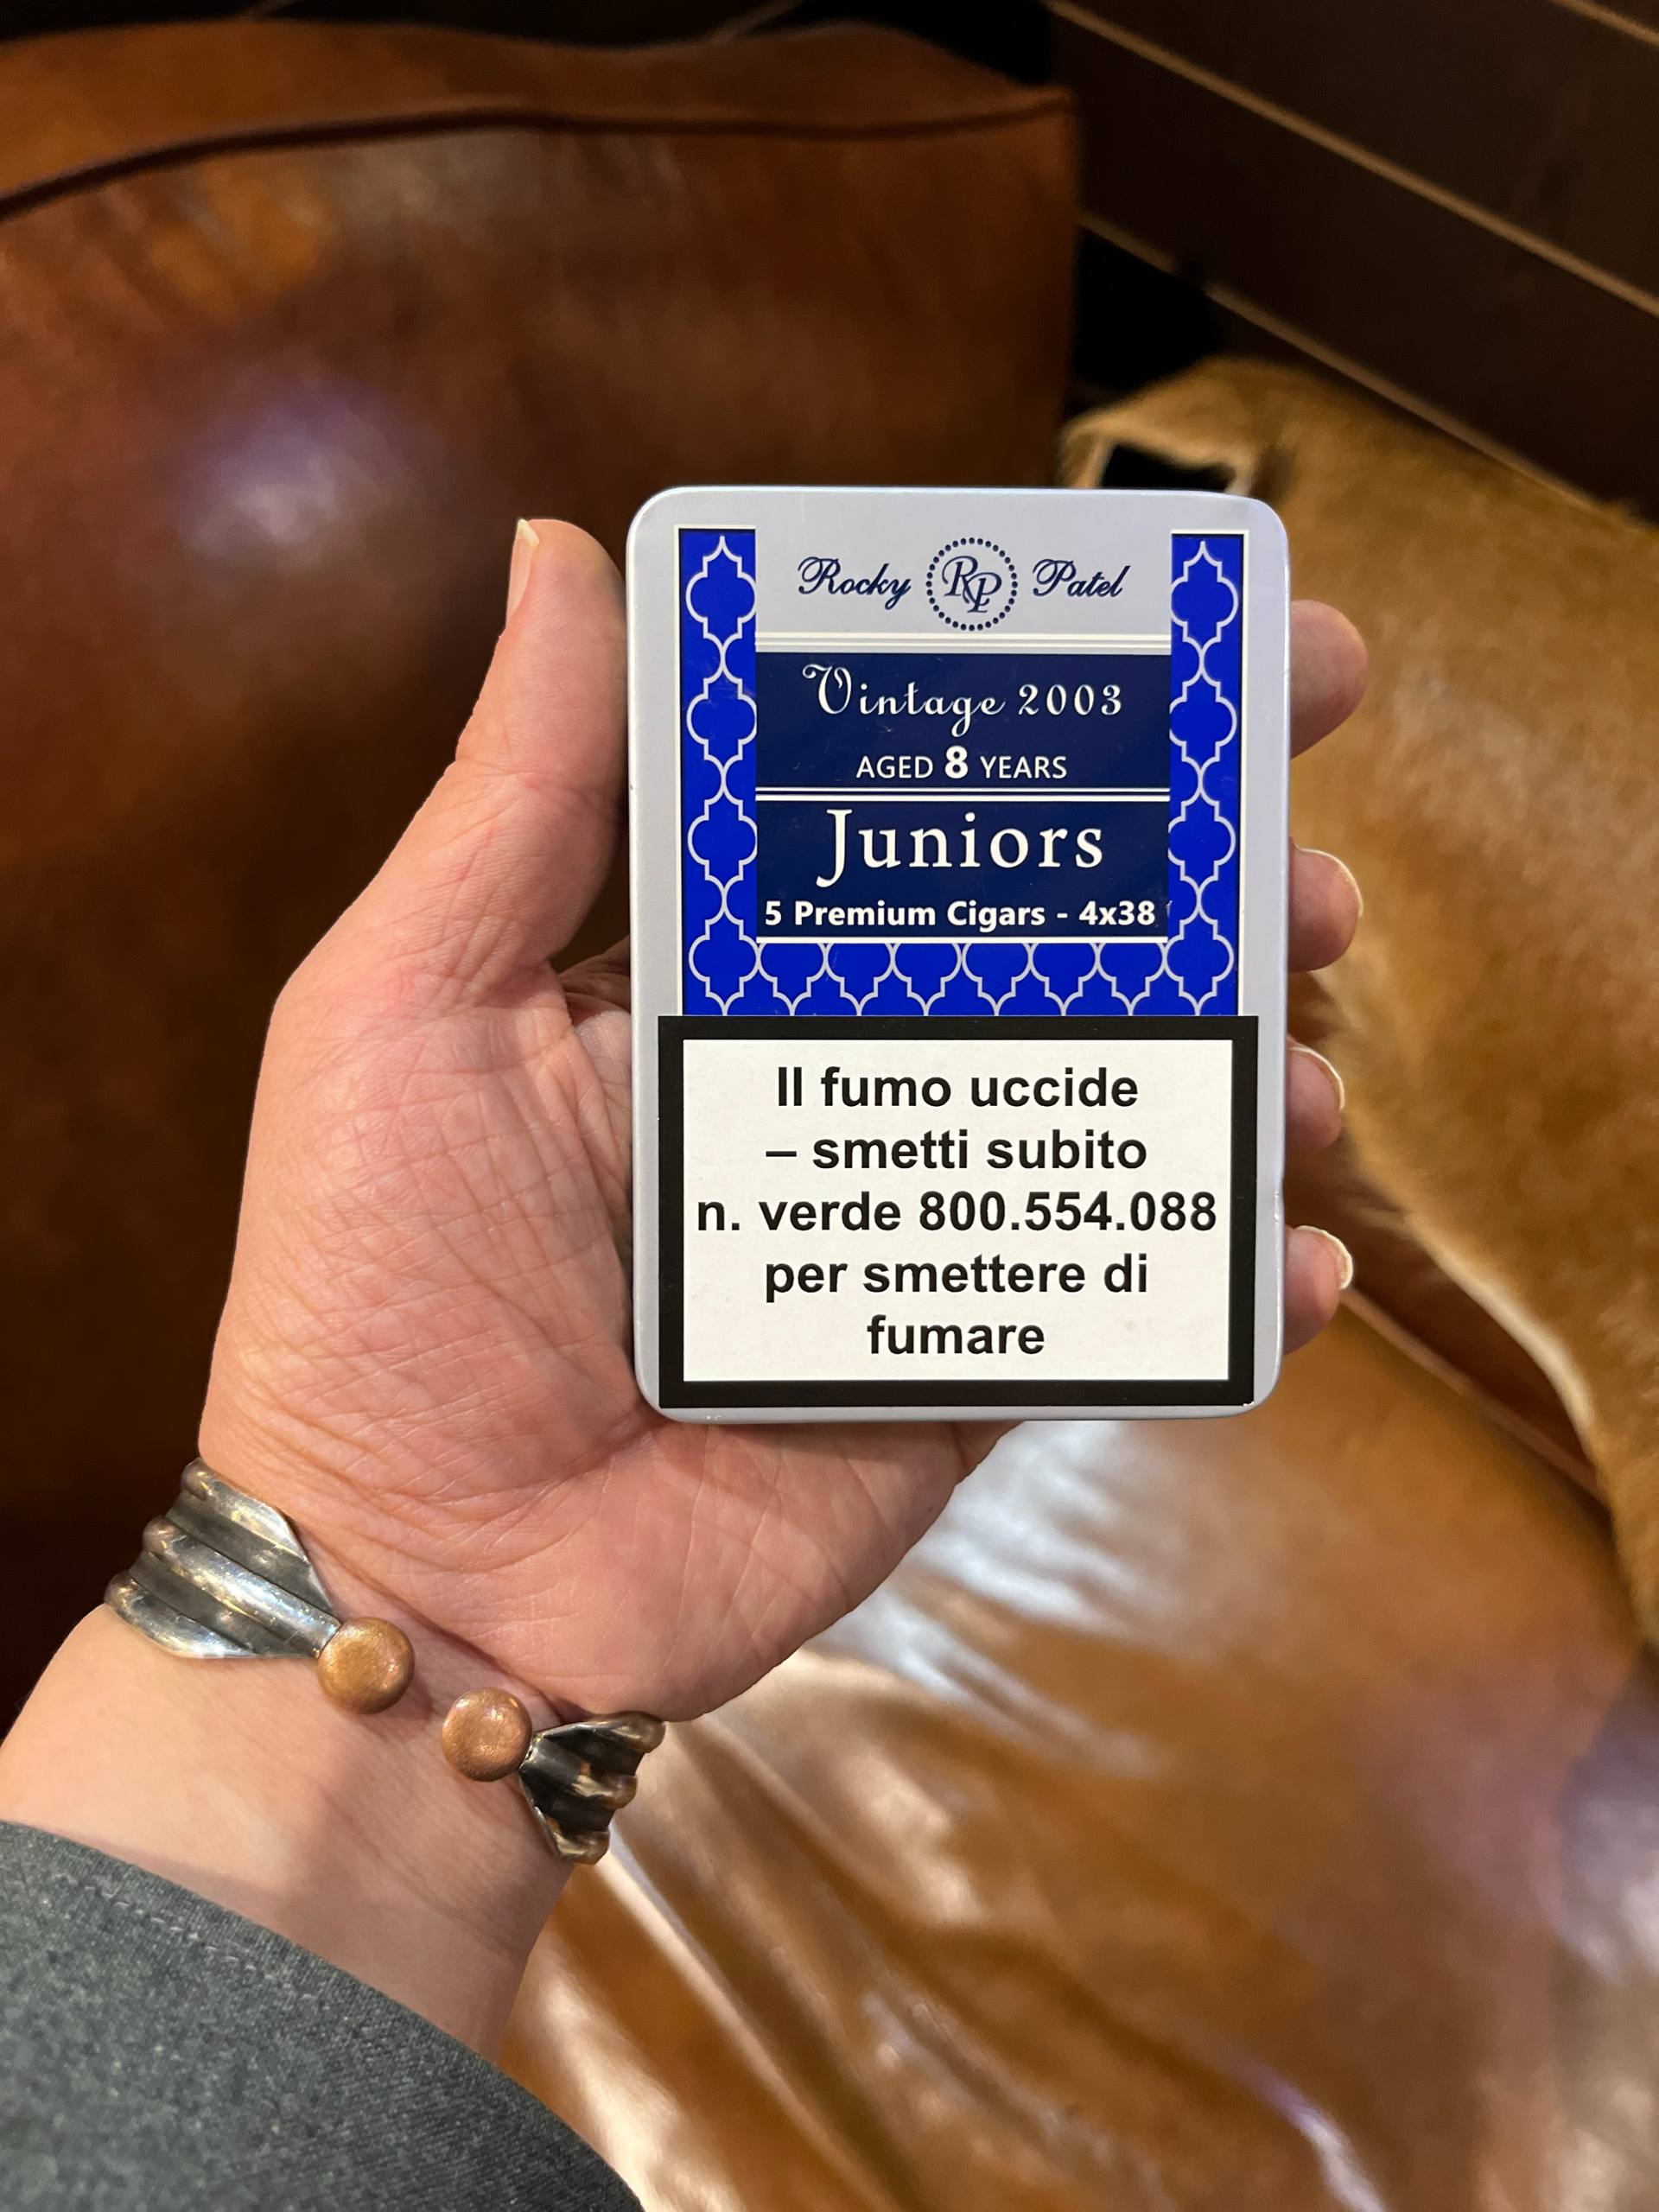 Rocky RP Patel
Vintage 2003
AGED 8 YEARS
Juniors
5 Premium Cigars - 4x38
Il fumo uccide
– smetti subito
n. verde 800.554.088
per smettere di
fumare